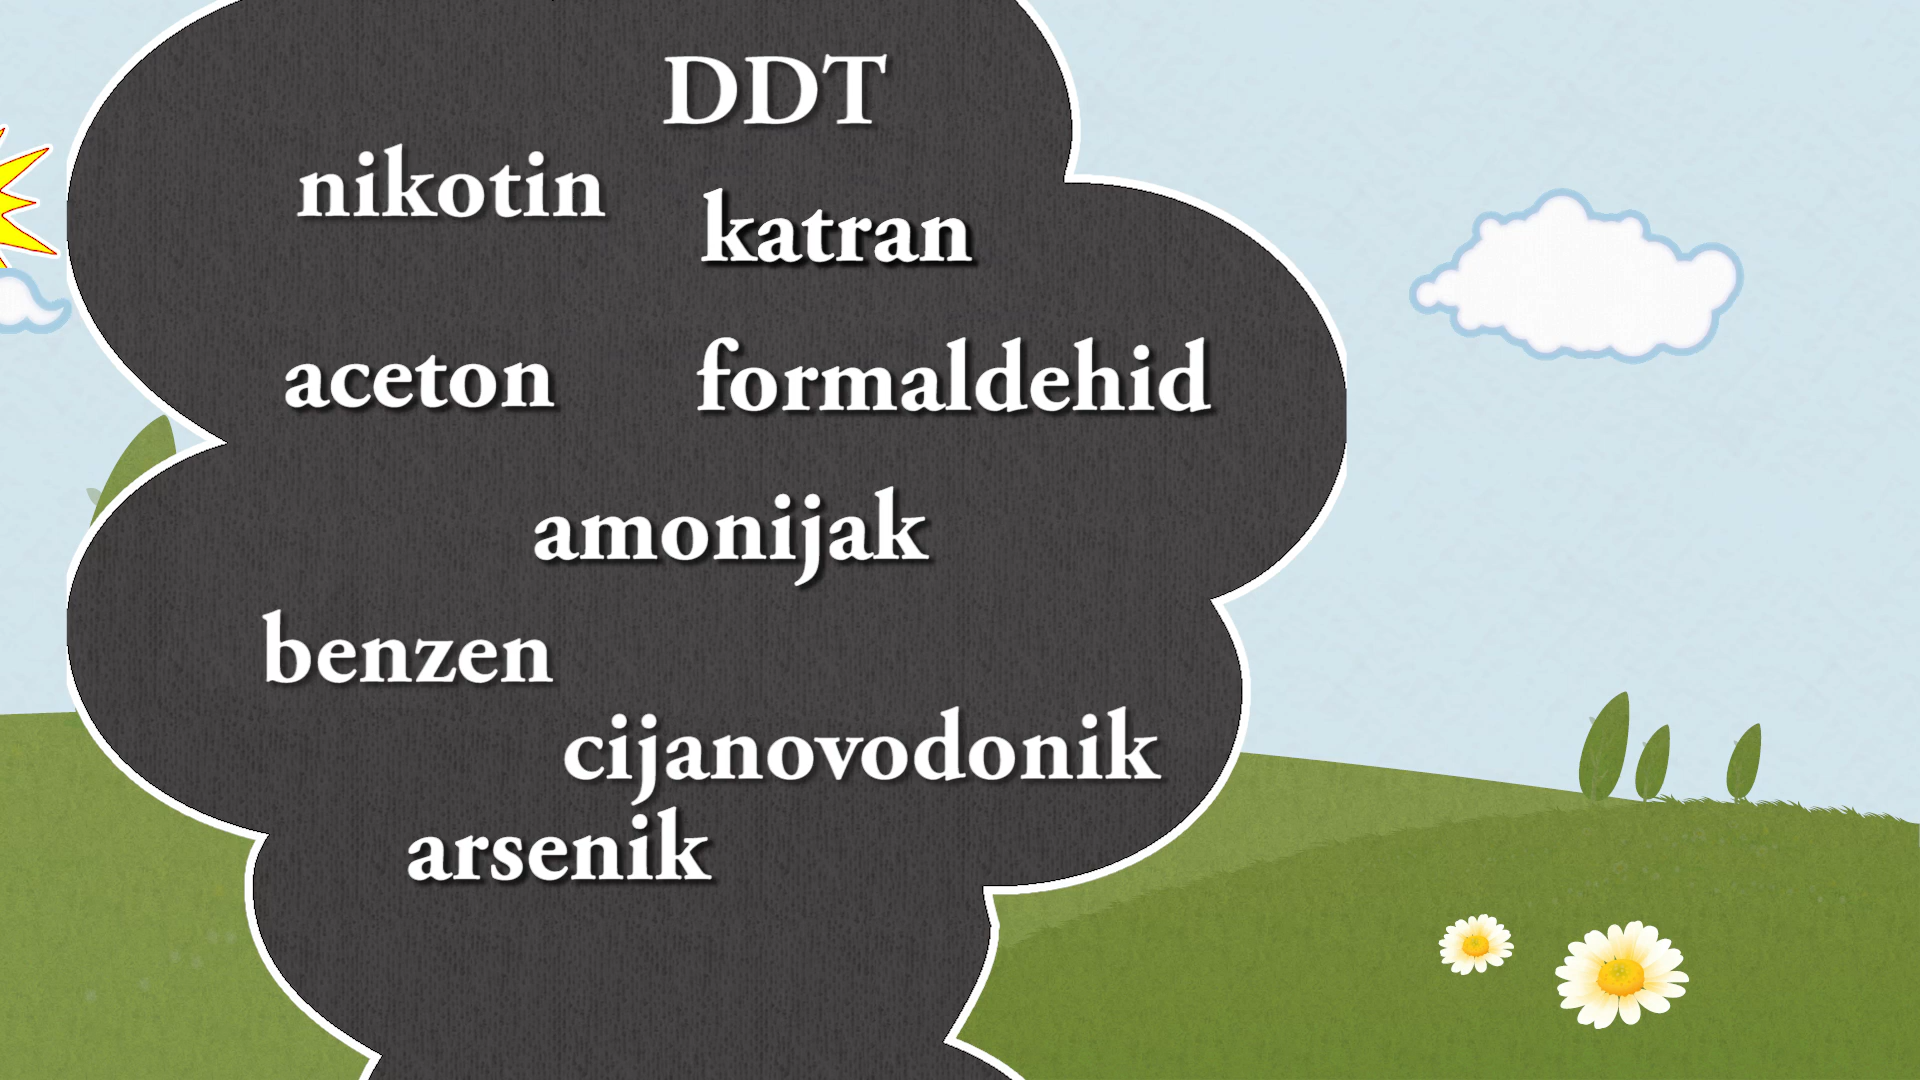 DDT
nikotin
katran
aceton
formaldehid
amonijak
benzen
cijanovodonik
arsenik